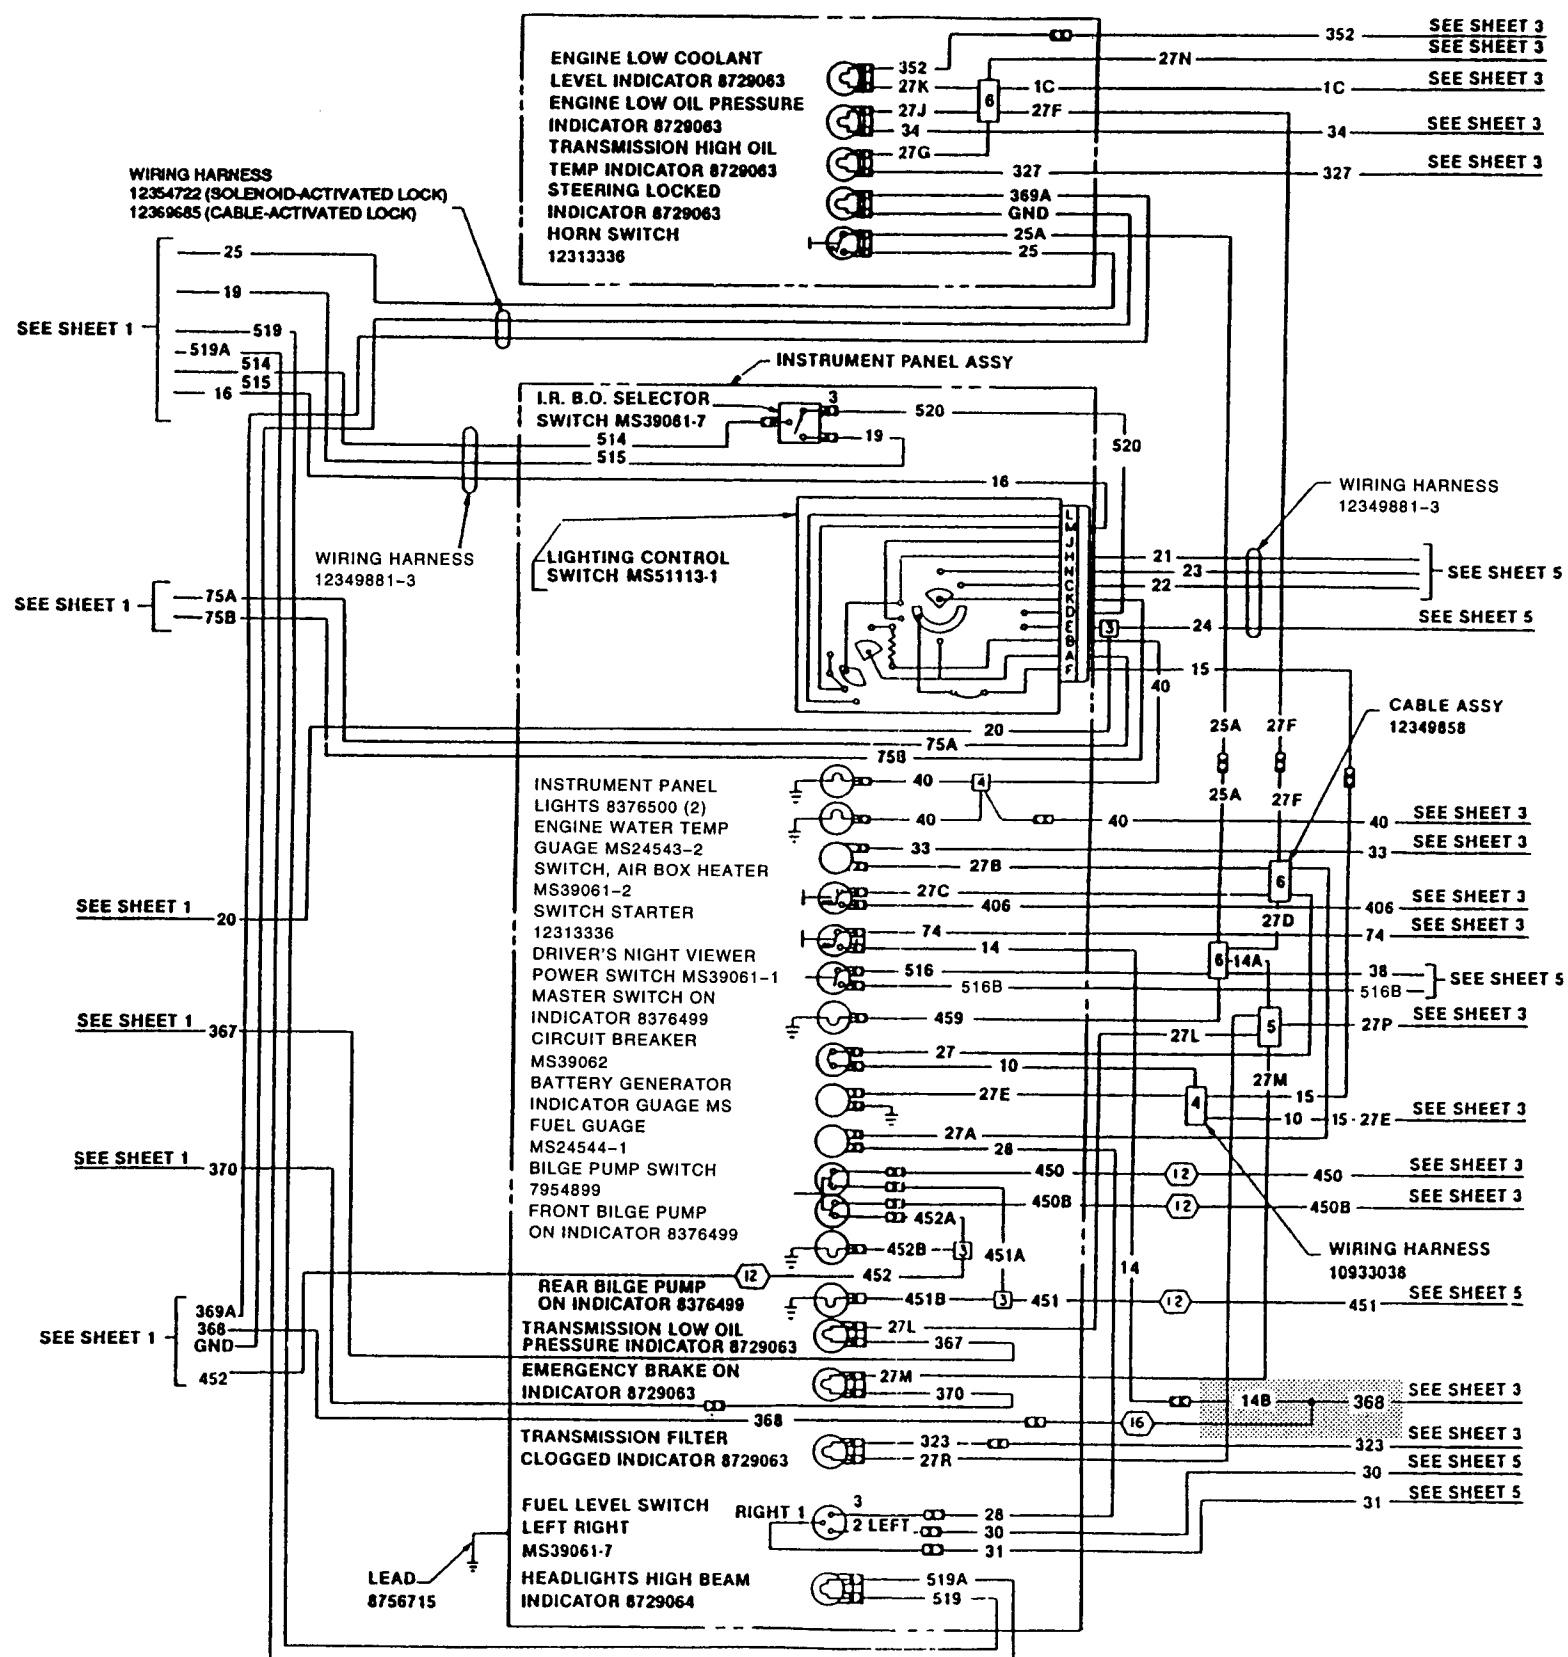 SEE SHEET 3
352
SEE SHEET 3
27N
ENGINE LOW COOLANT
LEVEL INDICATOR 8729063
352
27K
1C
1C
SEE SHEET 3
6
ENGINE LOW OIL PRESSURE
INDICATOR 8729063
27J
27F
34
34
SEE SHEET 3
TRANSMISSION HIGH OIL
TEMP INDICATOR 8729063
27G
327
327
SEE SHEET 3
STEERING LOCKED
INDICATOR 8729063
369A
GND
HORN SWITCH
12313336
25A
25
WIRING HARNESS
12354722 (SOLENOID-ACTIVATED LOCK)
12369685 (CABLE-ACTIVATED LOCK)
SEE SHEET 1
25
19
519
519A
514
515
16
INSTRUMENT PANEL ASSY
I.R. B.O. SELECTOR
SWITCH MS39061-7
3
520
514
19
515
520
16
WIRING HARNESS
12349881-3
WIRING HARNESS
12349881-3
LIGHTING CONTROL
SWITCH MS51113-1
L
M
J
H
N
C
K
D
E
B
A
F
21
23
22
SEE SHEET 5
3
24
SEE SHEET 5
15
40
SEE SHEET 1
75A
75B
20
75A
75B
25A
27F
CABLE ASSY
12349858
25A
27F
INSTRUMENT PANEL
LIGHTS 8376500 (2)
ENGINE WATER TEMP
GUAGE MS24543-2
SWITCH, AIR BOX HEATER
MS39061-2
SWITCH STARTER
12313336
DRIVER'S NIGHT VIEWER
POWER SWITCH MS39061-1
MASTER SWITCH ON
INDICATOR 8376499
CIRCUIT BREAKER
MS39062
BATTERY GENERATOR
INDICATOR GUAGE MS
FUEL GUAGE
MS24544-1
BILGE PUMP SWITCH
7954899
FRONT BILGE PUMP
ON INDICATOR 8376499
40
4
40
40
40
SEE SHEET 3
33
33
SEE SHEET 3
27B
6
27C
406
406
SEE SHEET 3
27D
74
74
SEE SHEET 3
14
6
14A
516
38
516B
516B
SEE SHEET 5
459
5
27P
SEE SHEET 3
27L
27
10
27M
27E
4
15
10
15
27E
SEE SHEET 3
27A
28
450
12
450
SEE SHEET 3
450B
12
450B
SEE SHEET 3
452A
452B
3
451A
452
12
14
WIRING HARNESS
10933038
SEE SHEET 1
20
SEE SHEET 1
367
SEE SHEET 1
370
REAR BILGE PUMP
ON INDICATOR 8376499
451B
3
451
12
451
SEE SHEET 5
SEE SHEET 1
369A
368
GND
452
TRANSMISSION LOW OIL
PRESSURE INDICATOR 8729063
27L
367
EMERGENCY BRAKE ON
INDICATOR 8729063
27M
370
14B
368
SEE SHEET 3
368
16
TRANSMISSION FILTER
CLOGGED INDICATOR 8729063
323
323
SEE SHEET 3
27R
30
SEE SHEET 5
31
SEE SHEET 5
FUEL LEVEL SWITCH
LEFT RIGHT
MS39061-7
RIGHT 1
3
2 LEFT
28
30
31
LEAD
8756715
HEADLIGHTS HIGH BEAM
INDICATOR 8729064
519A
519